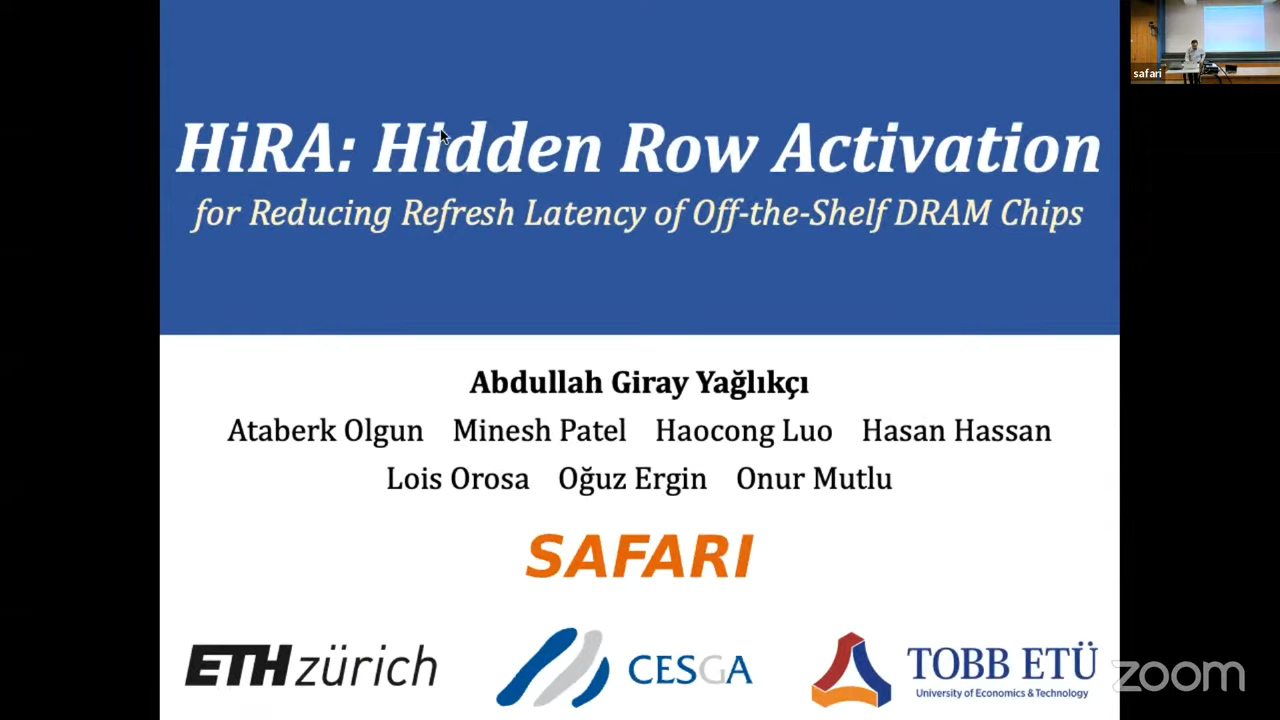 HiRA: Hidden Row Activation
for Reducing Refresh Latency of Off-the-Shelf DRAM Chips
Abdullah Giray Yağlıkçı
Ataberk Olgun Minesh Patel Haocong Luo Hasan Hassan
Lois Orosa Oğuz Ergin Onur Mutlu
SAFARI
ETH zürich
CESGA
TOBB ETÜ
University of Economics & Technology
zoom
safari